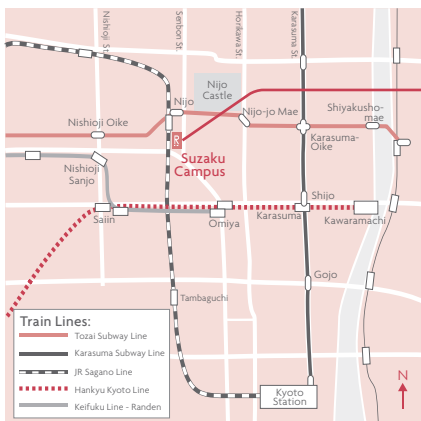 Nishioji St.
Senbon St.
Horikawa St.
Karasuma St.
Nijo
Castle
Nijo
Nijo-jo Mae
Shiyakusho-
mae
Nishioji Oike
Karasuma-
Oike
R
Suzaku
Campus
Nishioji
Sanjo
Shijo
Saiin
Omiya
Karasuma
Kawaramachi
Gojo
Tambaguchi
Train Lines:
Tozai Subway Line
Karasuma Subway Line
JR Sagano Line
Hankyu Kyoto Line
Keifuku Line - Randen
Kyoto
Station
N